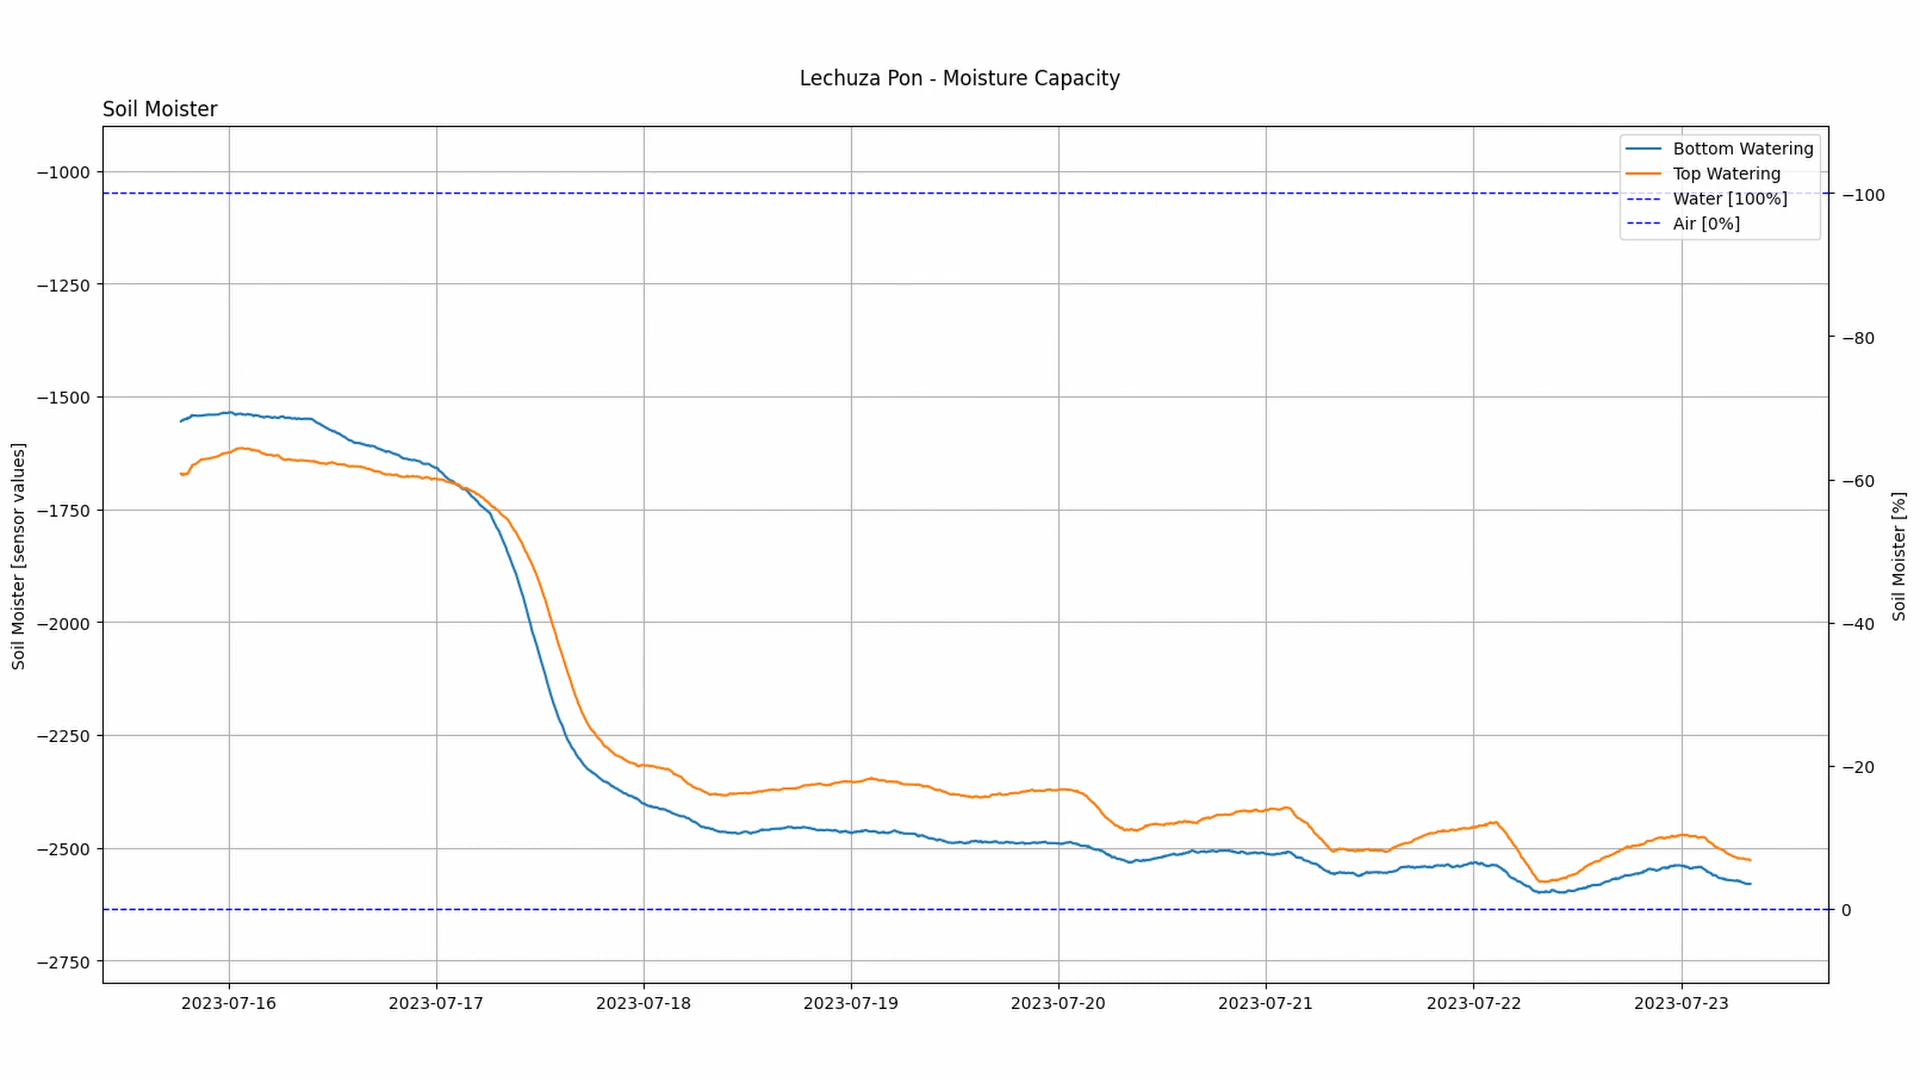 Lechuza Pon - Moisture Capacity
Soil Moister
Bottom Watering
Top Watering
Water [100%]
Air [0%]
Soil Moister [sensor values]
−1000
−1250
−1500
−1750
−2000
−2250
−2500
−2750
−100
−80
−60
−40
−20
0
Soil Moister [%]
2023-07-16 2023-07-17 2023-07-18 2023-07-19 2023-07-20 2023-07-21 2023-07-22 2023-07-23